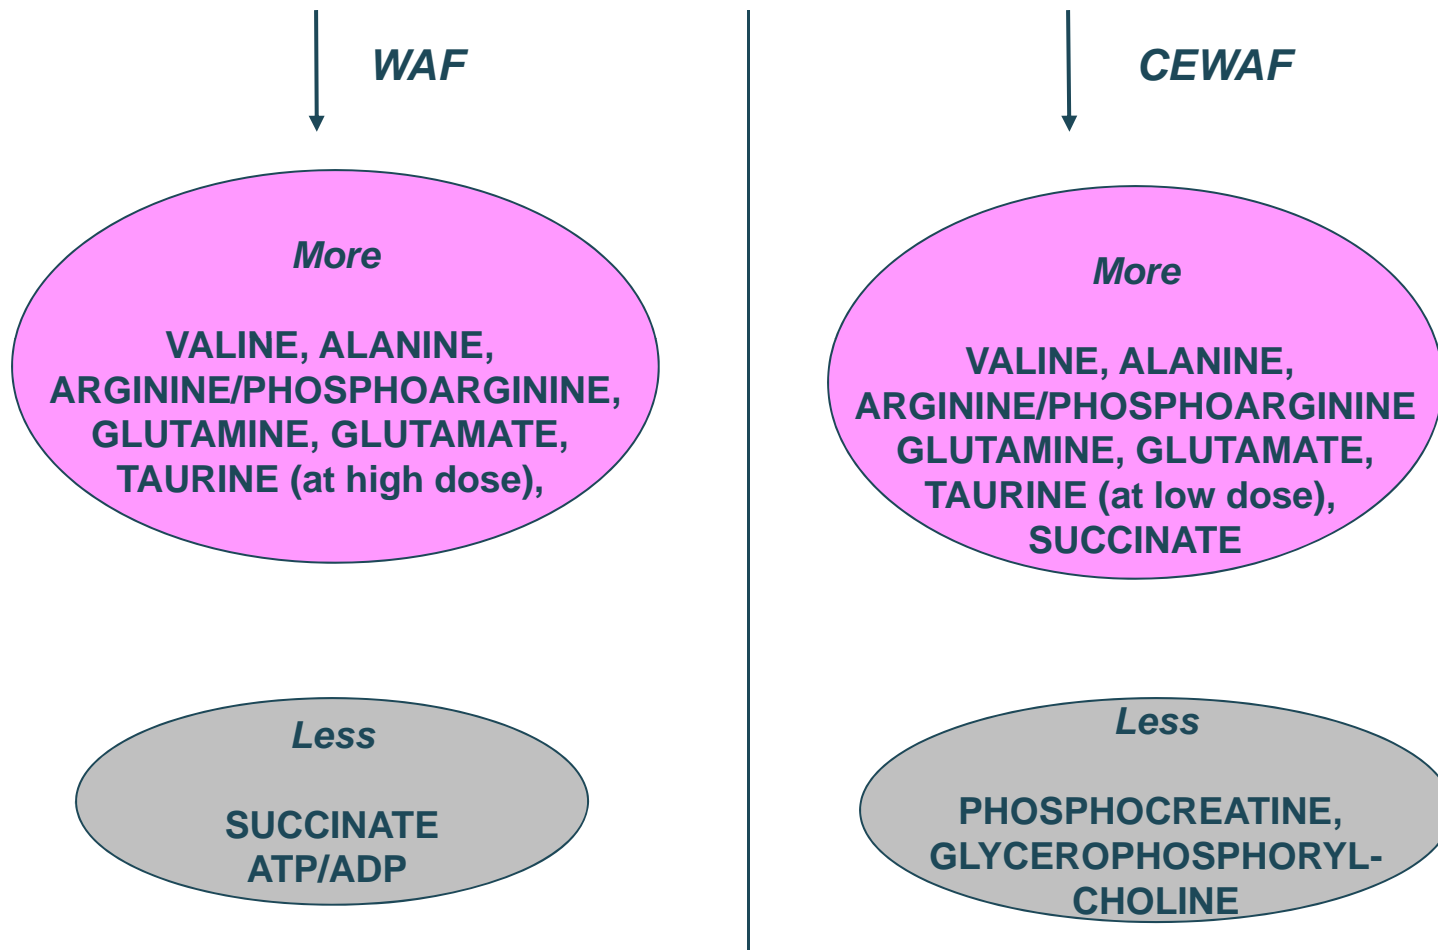 WAF
More
VALINE, ALANINE,
ARGININE/PHOSPHOARGININE,
GLUTAMINE, GLUTAMATE,
TAURINE (at high dose),
Less
SUCCINATE
ATP/ADP
CEWAF
More
VALINE, ALANINE,
ARGININE/PHOSPHOARGININE
GLUTAMINE, GLUTAMATE,
TAURINE (at low dose),
SUCCINATE
Less
PHOSPHOCREATINE,
GLYCEROPHOSPHORYL-
CHOLINE